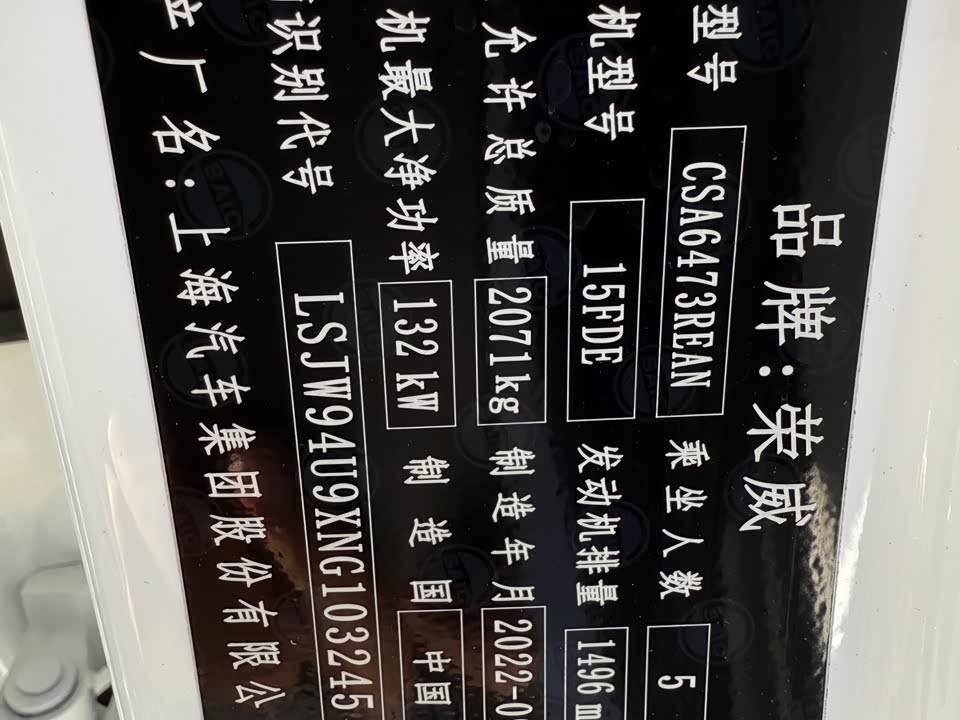 品牌:荣威
型号 CSA6473REAN 乘坐人数 5
机型号 15FDE 发动机排量 1496 m
允许总质量 2071kg 制造年月 2022-0
机最大净功率 132kW 制造国 中国
识别代号 LSJW94U9XNG103245
厂名:上海汽车集团股份有限公
SAIC